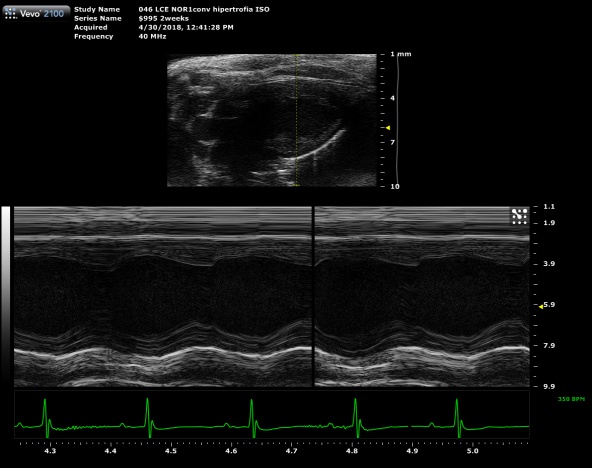 Vevo 2100
Study Name 046 LCE NOR1conv hipertrofia ISO
Series Name S995 2weeks
Acquired 4/30/2018, 12:41:28 PM
Frequency 40 MHz
1 mm
4
7
10
1.1
1.9
3.9
5.9
7.9
9.9
350 BPM
4.3 4.4 4.5 4.6 4.7 4.8 4.9 5.0